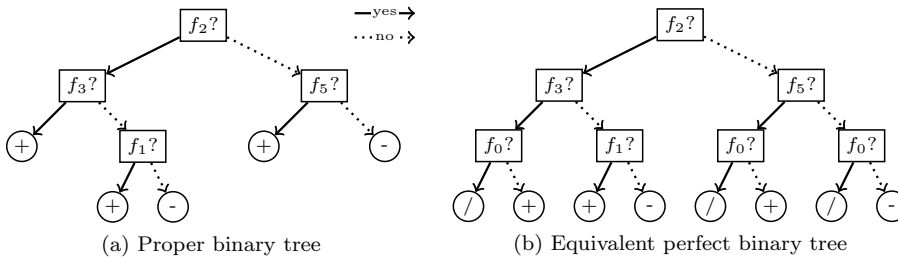 f2? yes f2?
no
f3? f5? f3? f5?
+ f1? + - f0? f1? f0? f0?
+ - / + + - / + / -
(a) Proper binary tree (b) Equivalent perfect binary tree